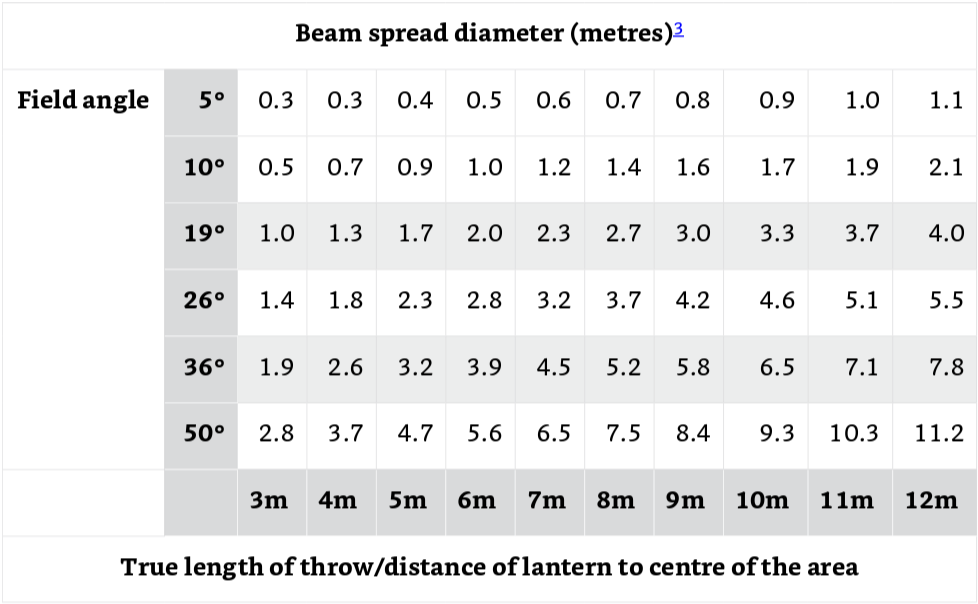 Beam spread diameter (metres)3
Field angle 5° 0.3 0.3 0.4 0.5 0.6 0.7 0.8 0.9 1.0 1.1
10° 0.5 0.7 0.9 1.0 1.2 1.4 1.6 1.7 1.9 2.1
19° 1.0 1.3 1.7 2.0 2.3 2.7 3.0 3.3 3.7 4.0
26° 1.4 1.8 2.3 2.8 3.2 3.7 4.2 4.6 5.1 5.5
36° 1.9 2.6 3.2 3.9 4.5 5.2 5.8 6.5 7.1 7.8
50° 2.8 3.7 4.7 5.6 6.5 7.5 8.4 9.3 10.3 11.2
3m 4m 5m 6m 7m 8m 9m 10m 11m 12m
True length of throw/distance of lantern to centre of the area